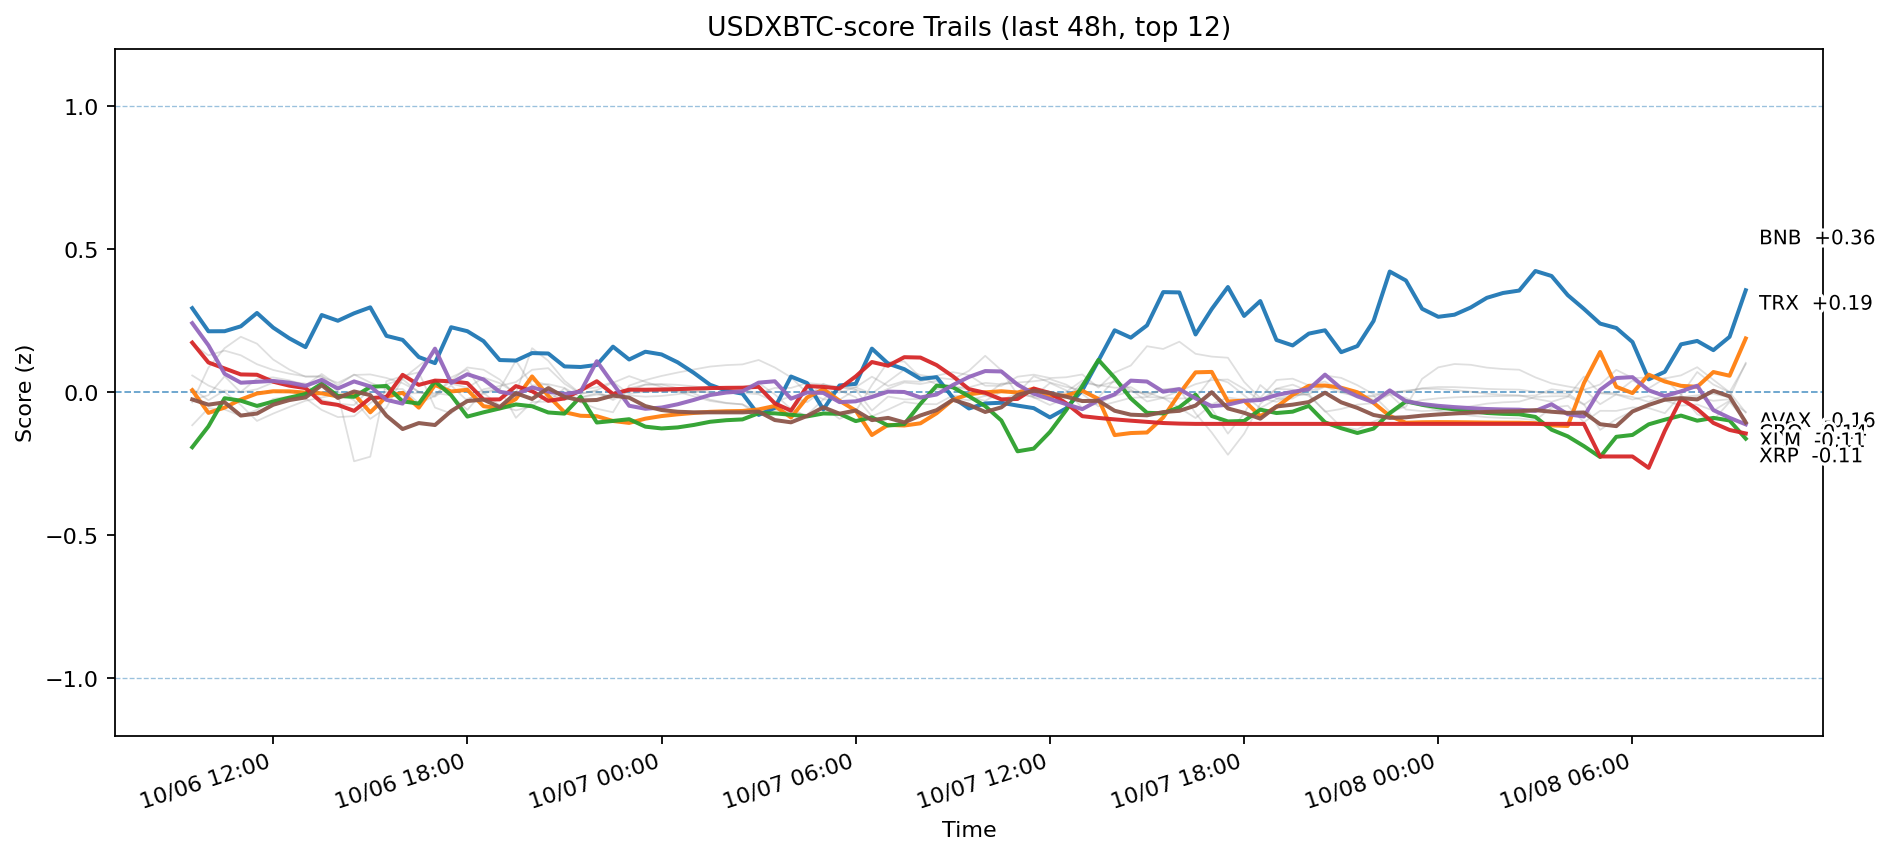 USDXBTC-score Trails (last 48h, top 12)
Score (z)
1.0
0.5
0.0
−0.5
−1.0
BNB +0.36
TRX +0.19
AVAX -0.16
XLM -0.11
XRP -0.11
10/06 12:00
10/06 18:00
10/07 00:00
10/07 06:00
10/07 12:00
10/07 18:00
10/08 00:00
10/08 06:00
Time